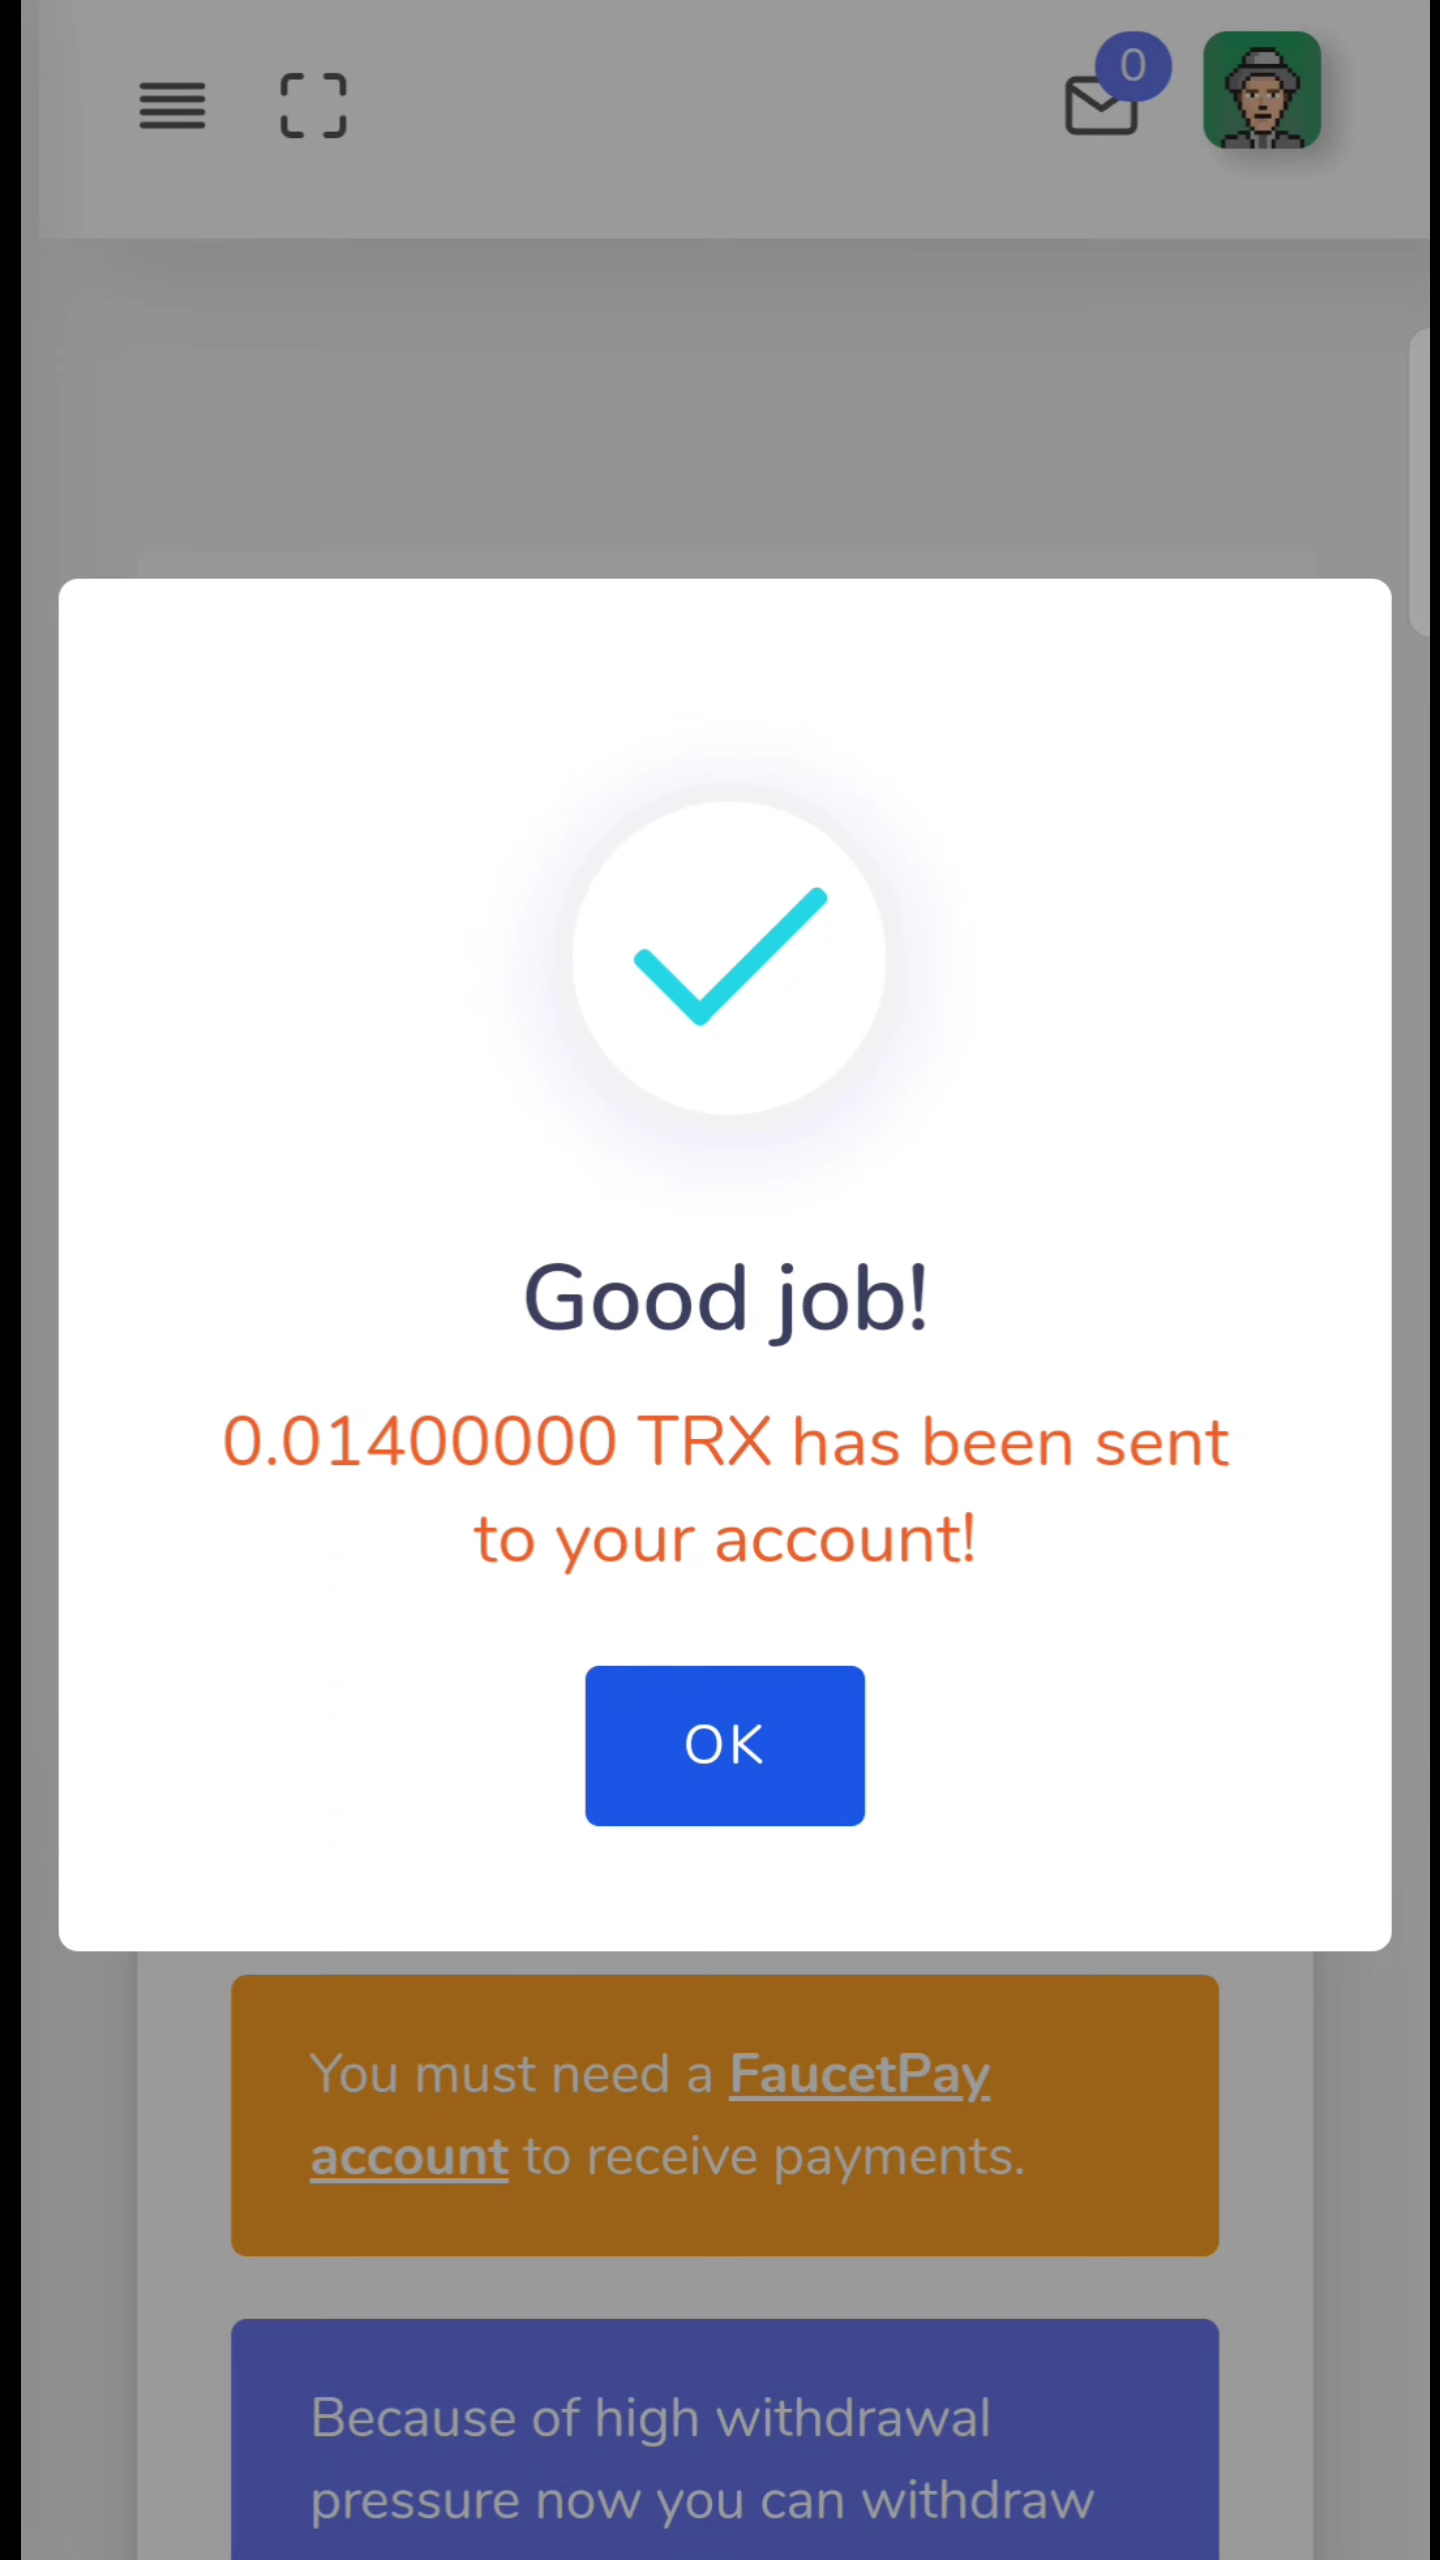 0
Good job!
0.01400000 TRX has been sent
to your account!
OK
You must need a FaucetPay
account to receive payments.
Because of high withdrawal
pressure now you can withdraw